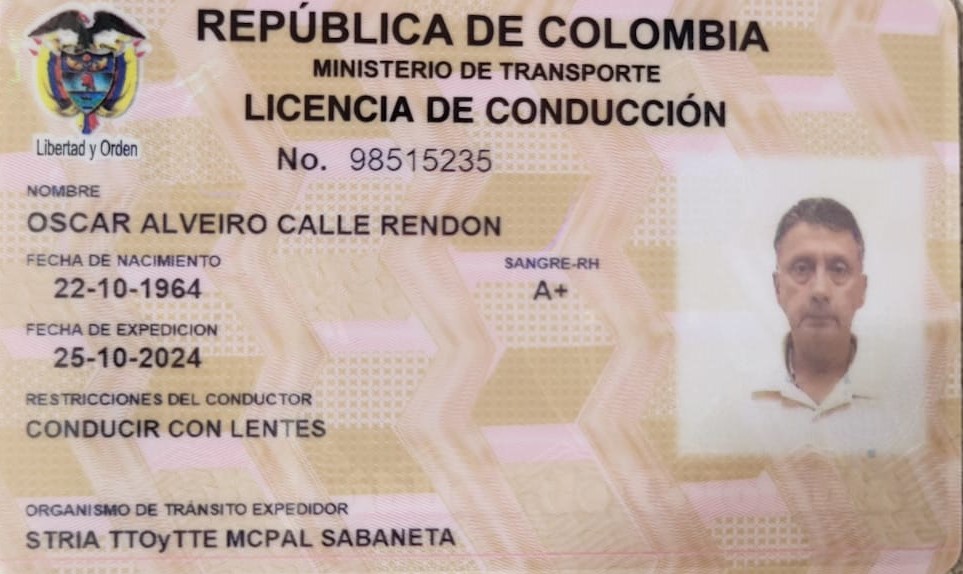 REPÚBLICA DE COLOMBIA
MINISTERIO DE TRANSPORTE
LICENCIA DE CONDUCCIÓN
Libertad y Orden
No. 98515235
NOMBRE
OSCAR ALVEIRO CALLE RENDON
FECHA DE NACIMIENTO
22-10-1964
SANGRE-RH
A+
FECHA DE EXPEDICION
25-10-2024
RESTRICCIONES DEL CONDUCTOR
CONDUCIR CON LENTES
ORGANISMO DE TRÁNSITO EXPEDIDOR
STRIA TTOyTTE MCPAL SABANETA